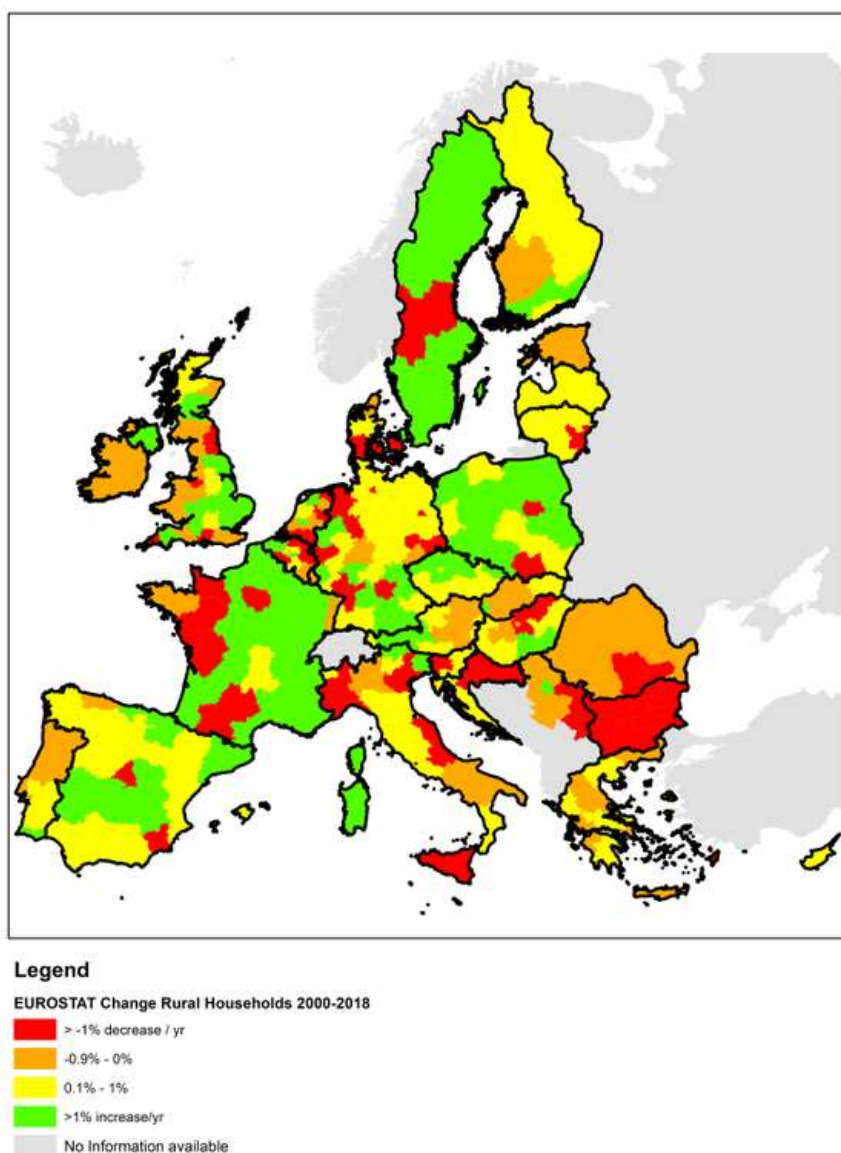 Legend
EUROSTAT Change Rural Households 2000-2018
> -1% decrease / yr
-0.9% - 0%
0.1% - 1%
>1% increase/yr
No Information available